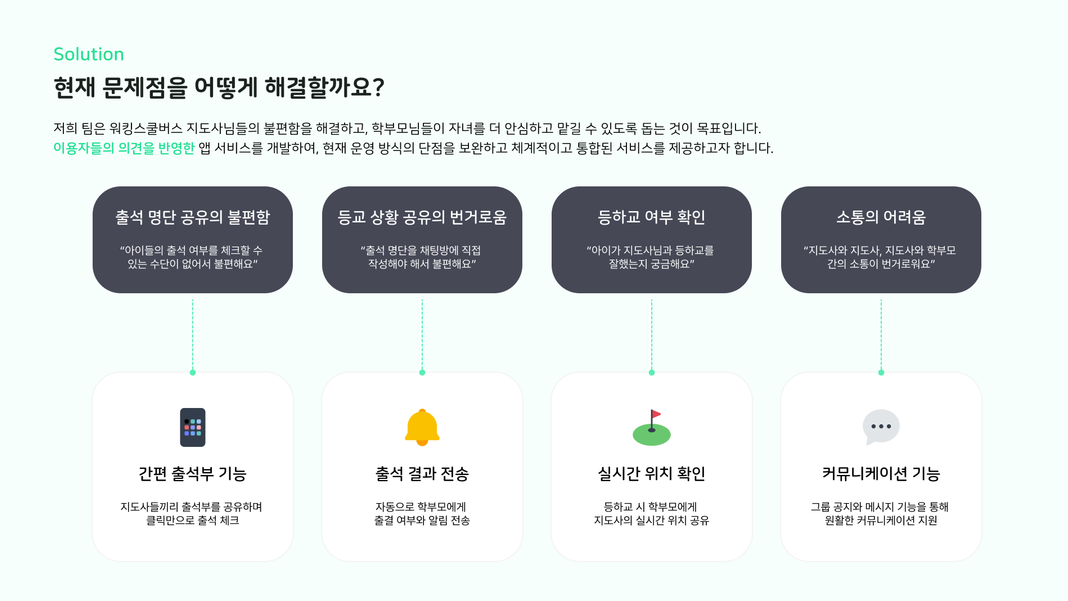 Solution
현재 문제점을 어떻게 해결할까요?
저희 팀은 워킹스쿨버스 지도사님들의 불편함을 해결하고, 학부모님들이 자녀를 더 안심하고 맡길 수 있도록 돕는 것이 목표입니다.
이용자들의 의견을 반영한 앱 서비스를 개발하여, 현재 운영 방식의 단점을 보완하고 체계적이고 통합된 서비스를 제공하고자 합니다.
출석 명단 공유의 불편함
“아이들의 출석 여부를 체크할 수
있는 수단이 없어서 불편해요”
등교 상황 공유의 번거로움
“출석 명단을 채팅방에 직접
작성해야 해서 불편해요”
등하교 여부 확인
“아이가 지도사님과 등하교를
잘했는지 궁금해요”
소통의 어려움
“지도사와 지도사, 지도사와 학부모
간의 소통이 번거로워요”
간편 출석부 기능
지도사들끼리 출석부를 공유하며
클릭만으로 출석 체크
출석 결과 전송
자동으로 학부모에게
출결 여부와 알림 전송
실시간 위치 확인
등하교 시 학부모에게
지도사의 실시간 위치 공유
커뮤니케이션 기능
그룹 공지와 메시지 기능을 통해
원활한 커뮤니케이션 지원